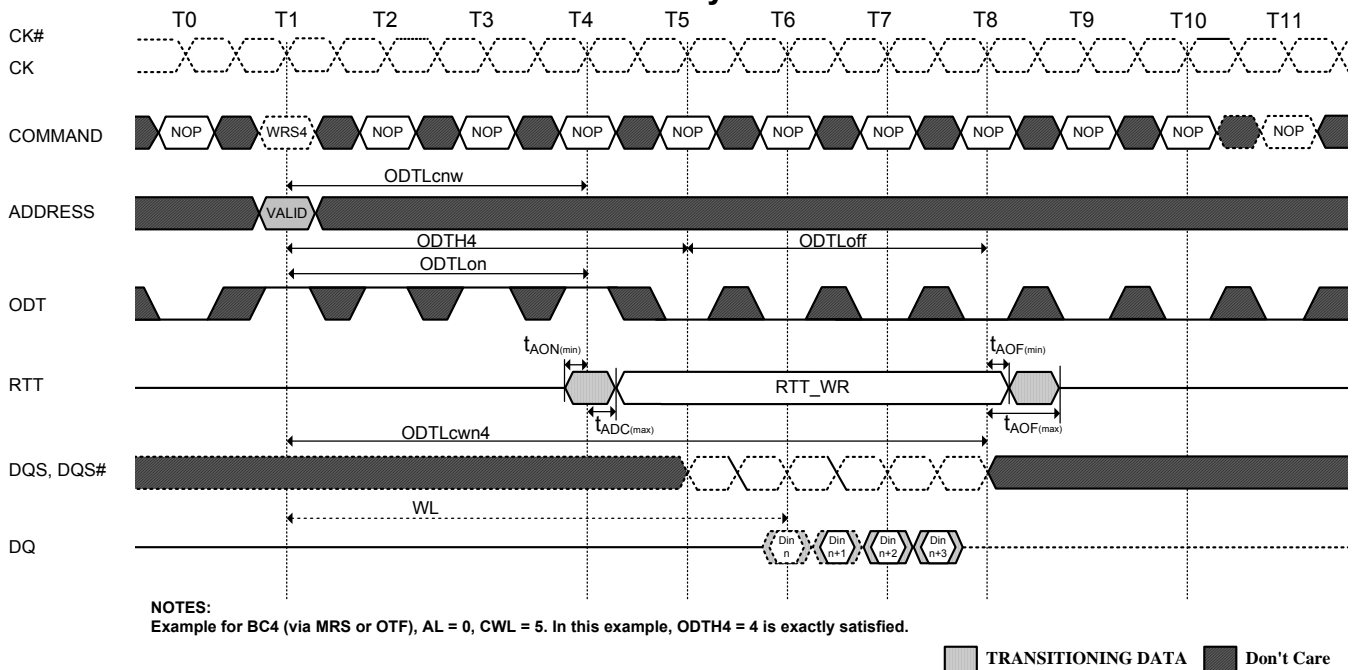 T0 T1 T2 T3 T4 T5 T6 T7 T8 T9 T10 T11
CK#
CK
COMMAND NOP WRS4 NOP NOP NOP NOP NOP NOP NOP NOP NOP NOP
ODTLcnw
ADDRESS VALID
ODTH4 ODTLoff
ODTLon
ODT
tAON(min) tAOF(min)
RTT RTT_WR
tADC(max) tAOF(max)
ODTLcwn4
DQS, DQS#
WL
DQ Din n Din n+1 Din n+2 Din n+3
NOTES:
Example for BC4 (via MRS or OTF), AL = 0, CWL = 5. In this example, ODTH4 = 4 is exactly satisfied.
TRANSITIONING DATA Don't Care